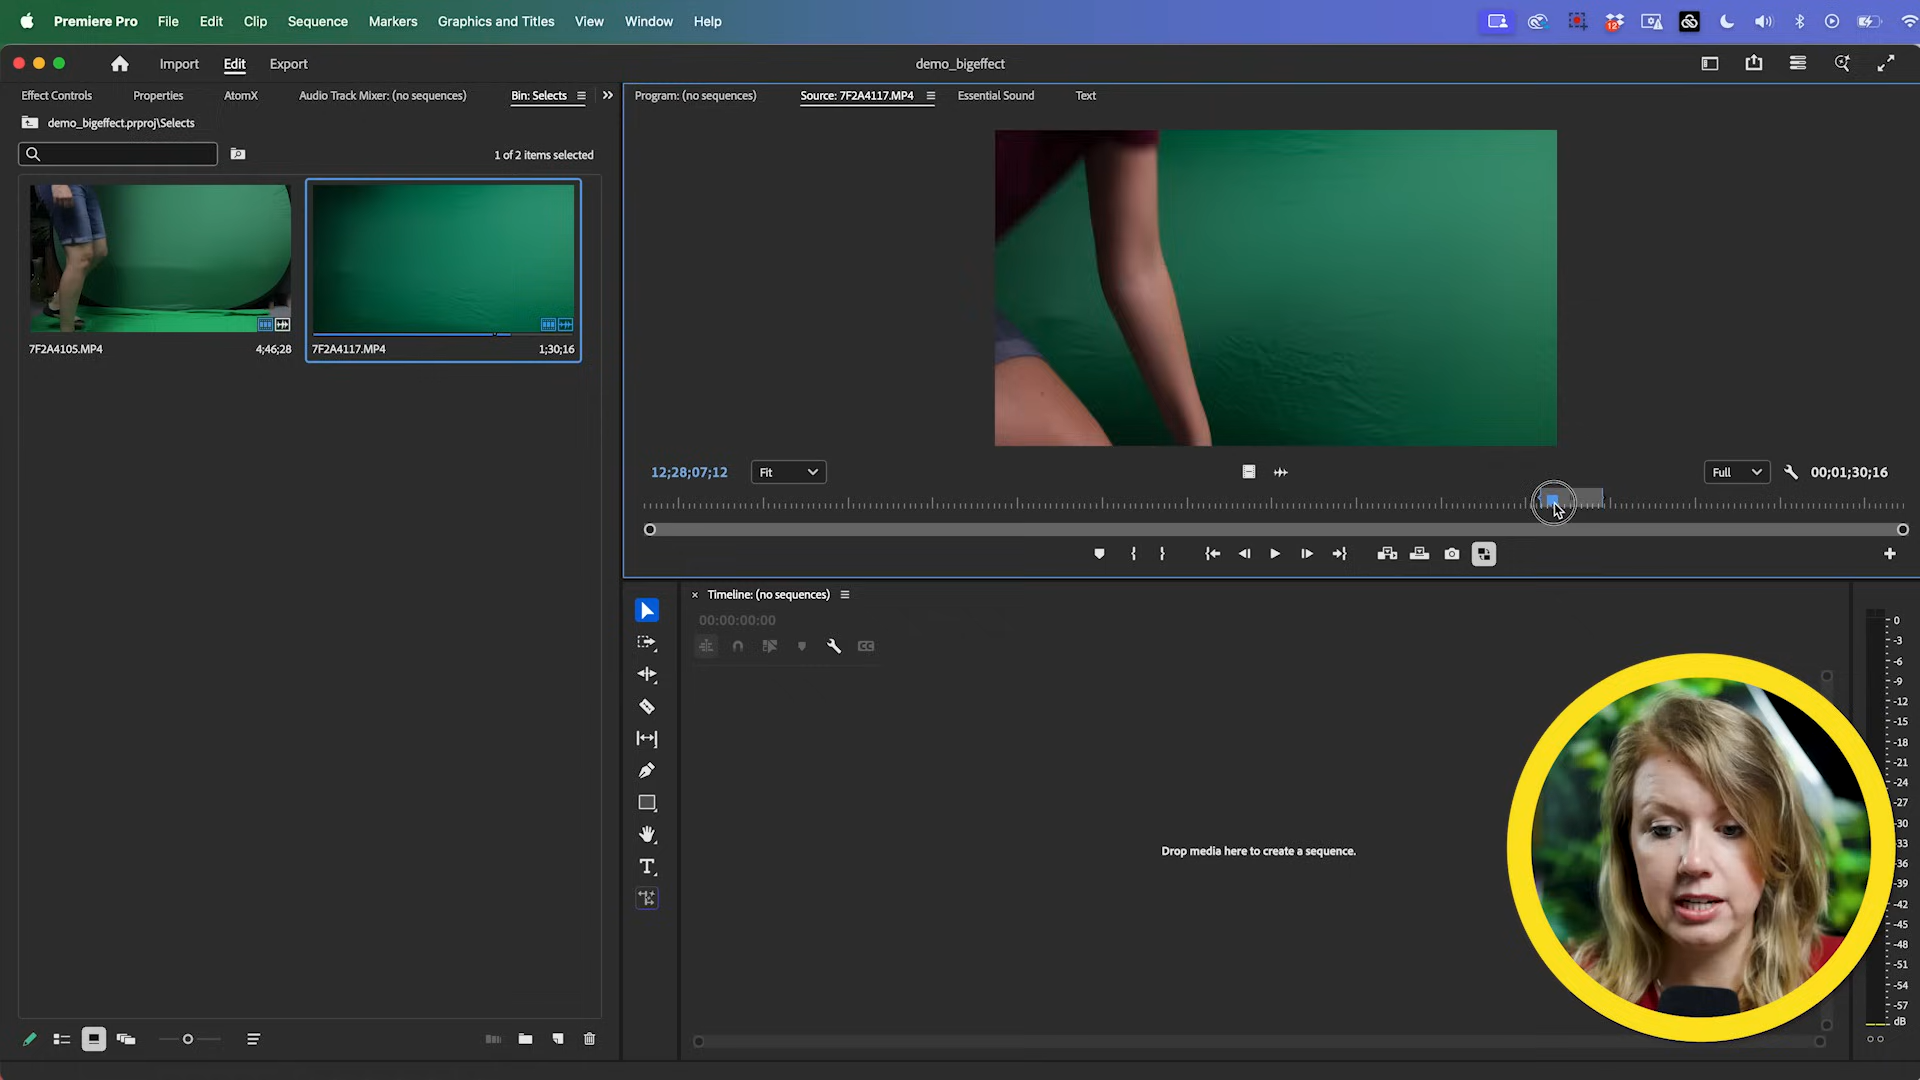 Premiere Pro File Edit Clip Sequence Markers Graphics and Titles View Window Help
12
Import Edit Export demo_bigeffect
Effect Controls Properties AtomX Audio Track Mixer: (no sequences) Bin: Selects
Program: (no sequences) Source: 7F2A4117.MP4 Essential Sound Text
demo_bigeffect.prproj\Selects
1 of 2 items selected
7F2A4105.MP4 4;46;28
7F2A4117.MP4 1;30;16
12;28;07;12 Fit Full 00;01;30;16
Timeline: (no sequences)
00:00:00:00
CC
Drop media here to create a sequence.
T
0
-3
-6
-9
-12
-15
-18
-21
-24
-27
-30
33
36
-39
-42
-45
-48
-51
-54
-57
dB